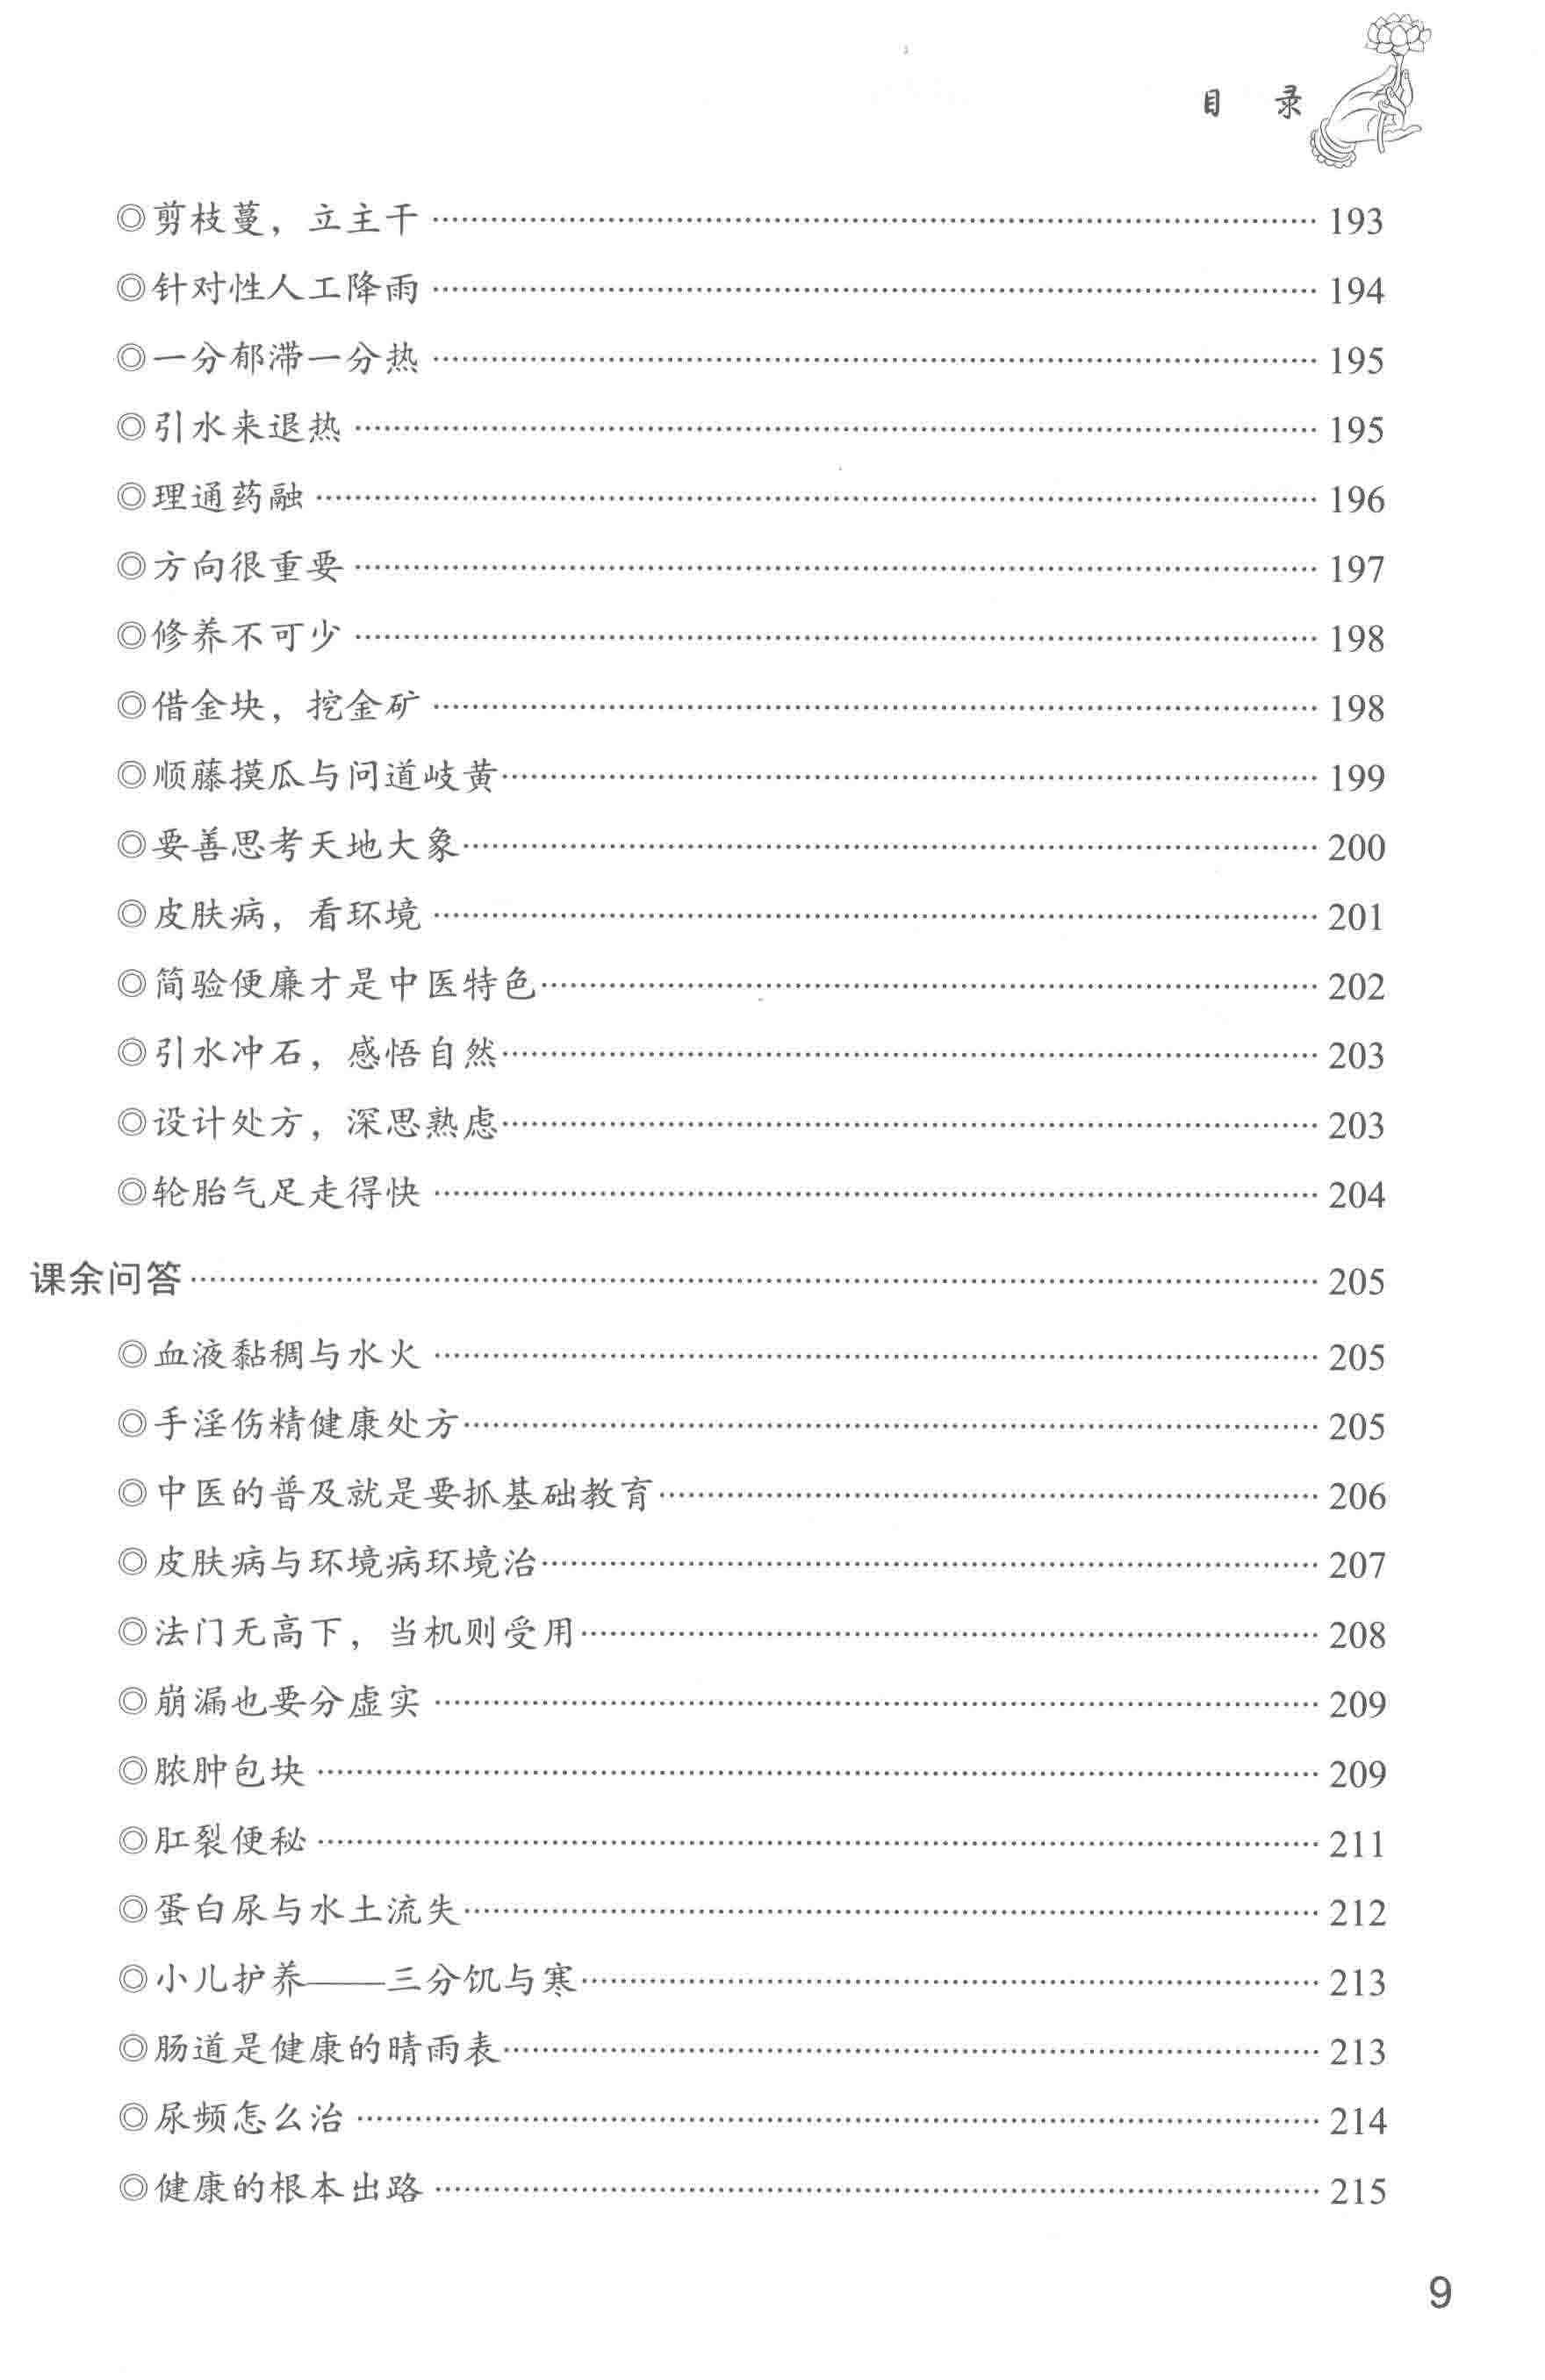 目 录
◎剪枝蔓，立主干 …… 193
◎针对性人工降雨 …… 194
◎一分郁滞一分热 …… 195
◎引水来退热 …… 195
◎理通药融 …… 196
◎方向很重要 …… 197
◎修养不可少 …… 198
◎借金块，挖金矿 …… 198
◎顺藤摸瓜与问道岐黄…… 199
◎要善思考天地大象…… 200
◎皮肤病，看环境 …… 201
◎简验便廉才是中医特色…… 202
◎引水冲石，感悟自然…… 203
◎设计处方，深思熟虑…… 203
◎轮胎气足走得快 …… 204
课余问答…… 205
◎血液黏稠与水火 …… 205
◎手淫伤精健康处方…… 205
◎中医的普及就是要抓基础教育…… 206
◎皮肤病与环境病环境治…… 207
◎法门无高下，当机则受用…… 208
◎崩漏也要分虚实 …… 209
◎脓肿包块 …… 209
◎肛裂便秘 …… 211
◎蛋白尿与水土流失…… 212
◎小儿护养——三分饥与寒…… 213
◎肠道是健康的晴雨表…… 213
◎尿频怎么治 …… 214
◎健康的根本出路 …… 215
9